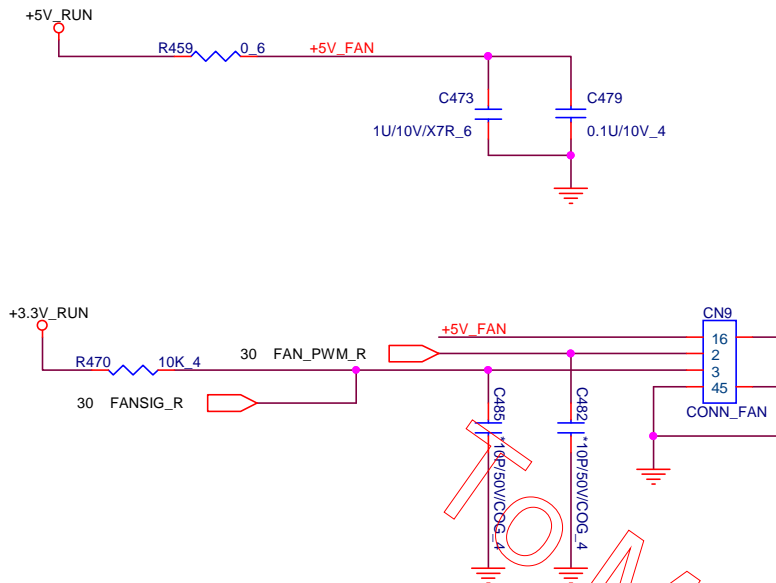 +5V_RUN
R459 0_6 +5V_FAN
C473 C479
1U/10V/X7R_6 0.1U/10V_4
+3.3V_RUN CN9
+5V_FAN
16
30 FAN_PWM_R 2
R470 10K_4 3
30 FANSIG_R 45
CONN_FAN
C485 C482
*10P/50V/COG_4 *10P/50V/COG_4